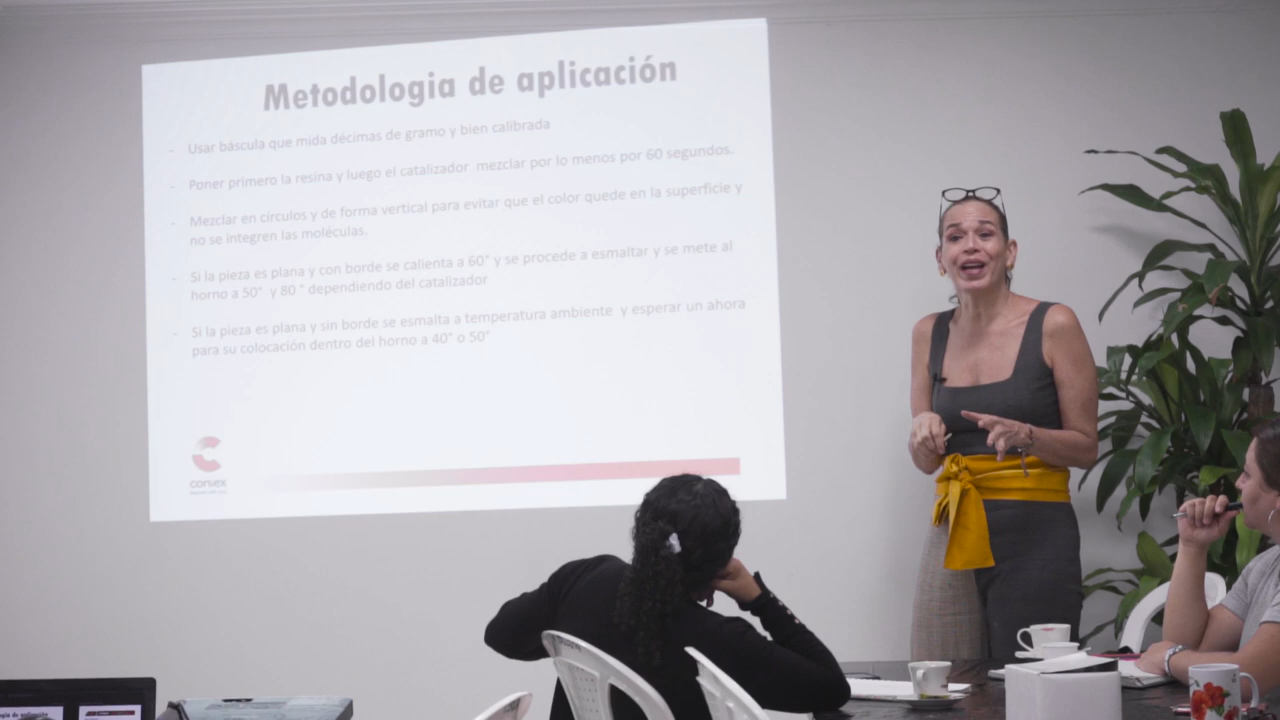 Metodologia de aplicación
- Usar báscula que mida décimas de gramo y bien calibrada
- Poner primero la resina y luego el catalizador mezclar por lo menos por 60 segundos.
- Mezclar en círculos y de forma vertical para evitar que el color quede en la superficie y
no se integren las moléculas.
- Si la pieza es plana y con borde se calienta a 60° y se procede a esmaltar y se mete al
horno a 50° y 80 ° dependiendo del catalizador
- Si la pieza es plana y sin borde se esmalta a temperatura ambiente y esperar un ahora
para su colocación dentro del horno a 40° o 50°
corsex